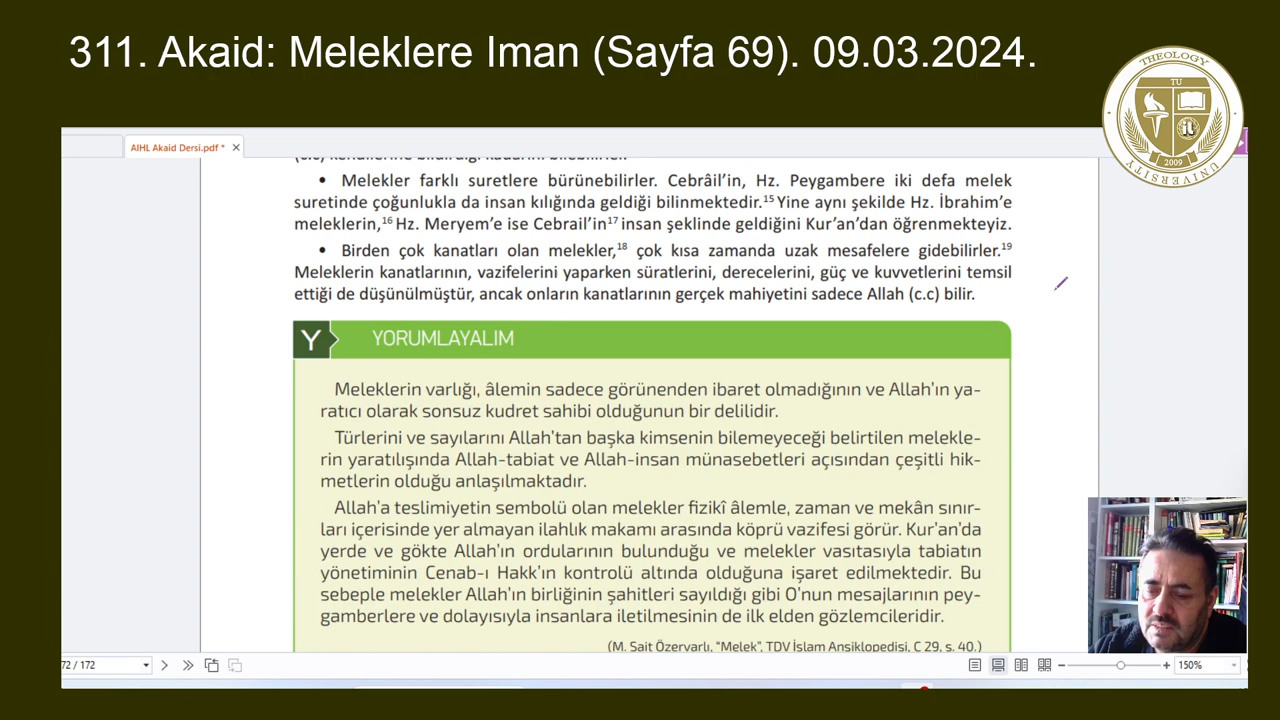 311. Akaid: Meleklere Iman (Sayfa 69). 09.03.2024.
THEOLOGY
TU
2009
UNIVERSITY
AIHL Akaid Dersi.pdf *
(c.c) kendilerine bildirdiği kadarını bilebilirler.
• Melekler farklı suretlere bürünebilirler. Cebrâil’in, Hz. Peygambere iki defa melek
suretinde çoğunlukla da insan kılığında geldiği bilinmektedir.15 Yine aynı şekilde Hz. İbrahim’e
meleklerin,16 Hz. Meryem’e ise Cebrail’in17 insan şeklinde geldiğini Kur’an’dan öğrenmekteyiz.
• Birden çok kanatları olan melekler,18 çok kısa zamanda uzak mesafelere gidebilirler.19
Meleklerin kanatlarının, vazifelerini yaparken süratlerini, derecelerini, güç ve kuvvetlerini temsil
ettiği de düşünülmüştür, ancak onların kanatlarının gerçek mahiyetini sadece Allah (c.c) bilir.
Y YORUMLAYALIM
Meleklerin varlığı, âlemin sadece görünenden ibaret olmadığının ve Allah’ın ya-
ratıcı olarak sonsuz kudret sahibi olduğunun bir delilidir.
Türlerini ve sayılarını Allah’tan başka kimsenin bilemeyeceği belirtilen melekle-
rin yaratılışında Allah-tabiat ve Allah-insan münasebetleri açısından çeşitli hik-
metlerin olduğu anlaşılmaktadır.
Allah’a teslimiyetin sembolü olan melekler fizikî âlemle, zaman ve mekân sınır-
ları içerisinde yer almayan ilahlık makamı arasında köprü vazifesi görür. Kur’an’da
yerde ve gökte Allah’ın ordularının bulunduğu ve melekler vasıtasıyla tabiatın
yönetiminin Cenab-ı Hakk’ın kontrolü altında olduğuna işaret edilmektedir. Bu
sebeple melekler Allah’ın birliğinin şahitleri sayıldığı gibi O’nun mesajlarının pey-
gamberlere ve dolayısıyla insanlara iletilmesinin de ilk elden gözlemcileridir.
(M. Sait Özervarlı, “Melek”, TDV İslam Ansiklopedisi, C 29, s. 40.)
72 / 172
150%